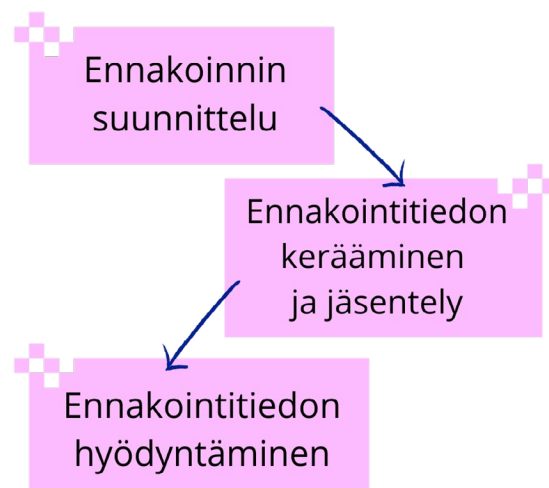 Ennakoinnin
suunnittelu
Ennakointitiedon
kerääminen
ja jäsentely
Ennakointitiedon
hyödyntäminen